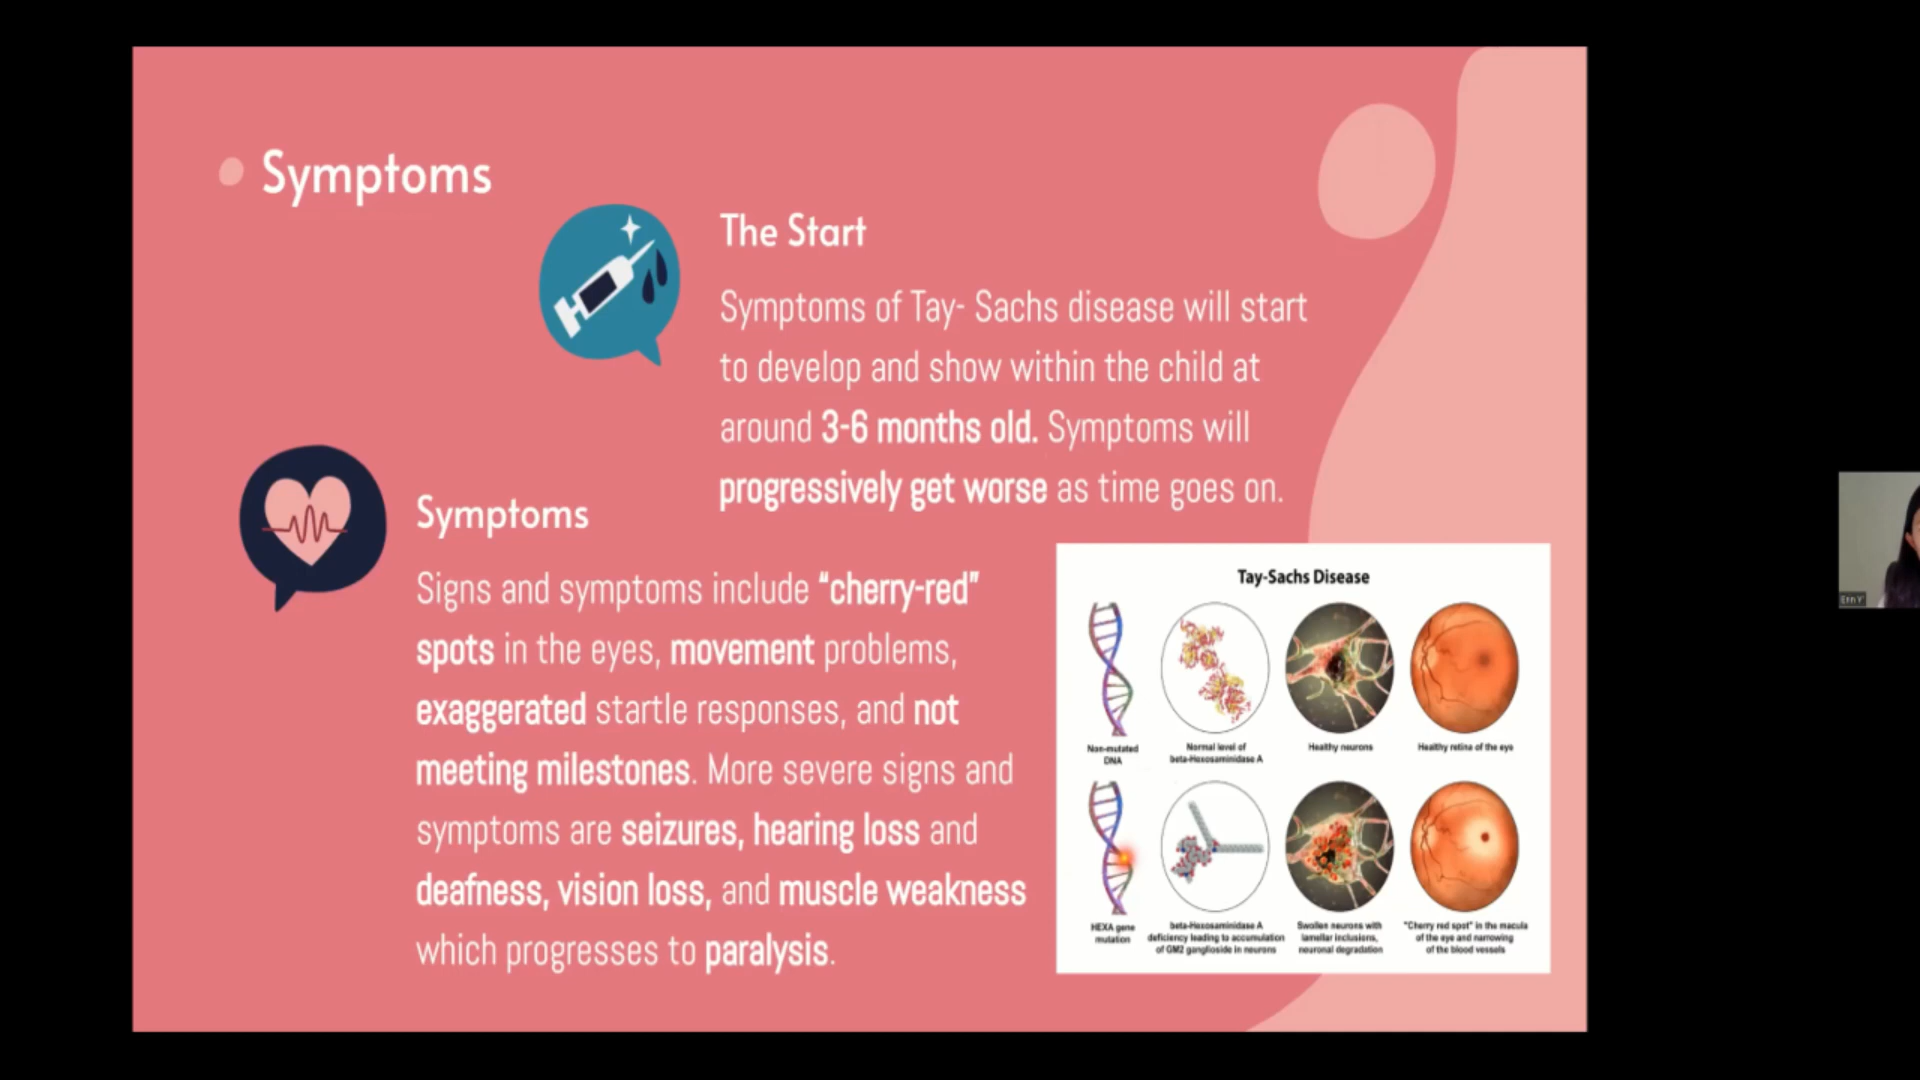 Symptoms
The Start
Symptoms of Tay- Sachs disease will start
to develop and show within the child at
around 3-6 months old. Symptoms will
progressively get worse as time goes on.
Symptoms
Signs and symptoms include “cherry-red”
spots in the eyes, movement problems,
exaggerated startle responses, and not
meeting milestones. More severe signs and
symptoms are seizures, hearing loss and
deafness, vision loss, and muscle weakness
which progresses to paralysis.
Tay-Sachs Disease
Non-mutated
DNA
Normal level of
beta-Hexosaminidase A
Healthy neurons
Healthy retina of the eye
HEXA gene
mutation
beta-Hexosaminidase A
deficiency leading to accumulation
of GM2 ganglioside in neurons
Swollen neurons with
lamellar inclusions,
neuronal degradation
"Cherry red spot" in the macula
of the eye and narrowing
of the blood vessels